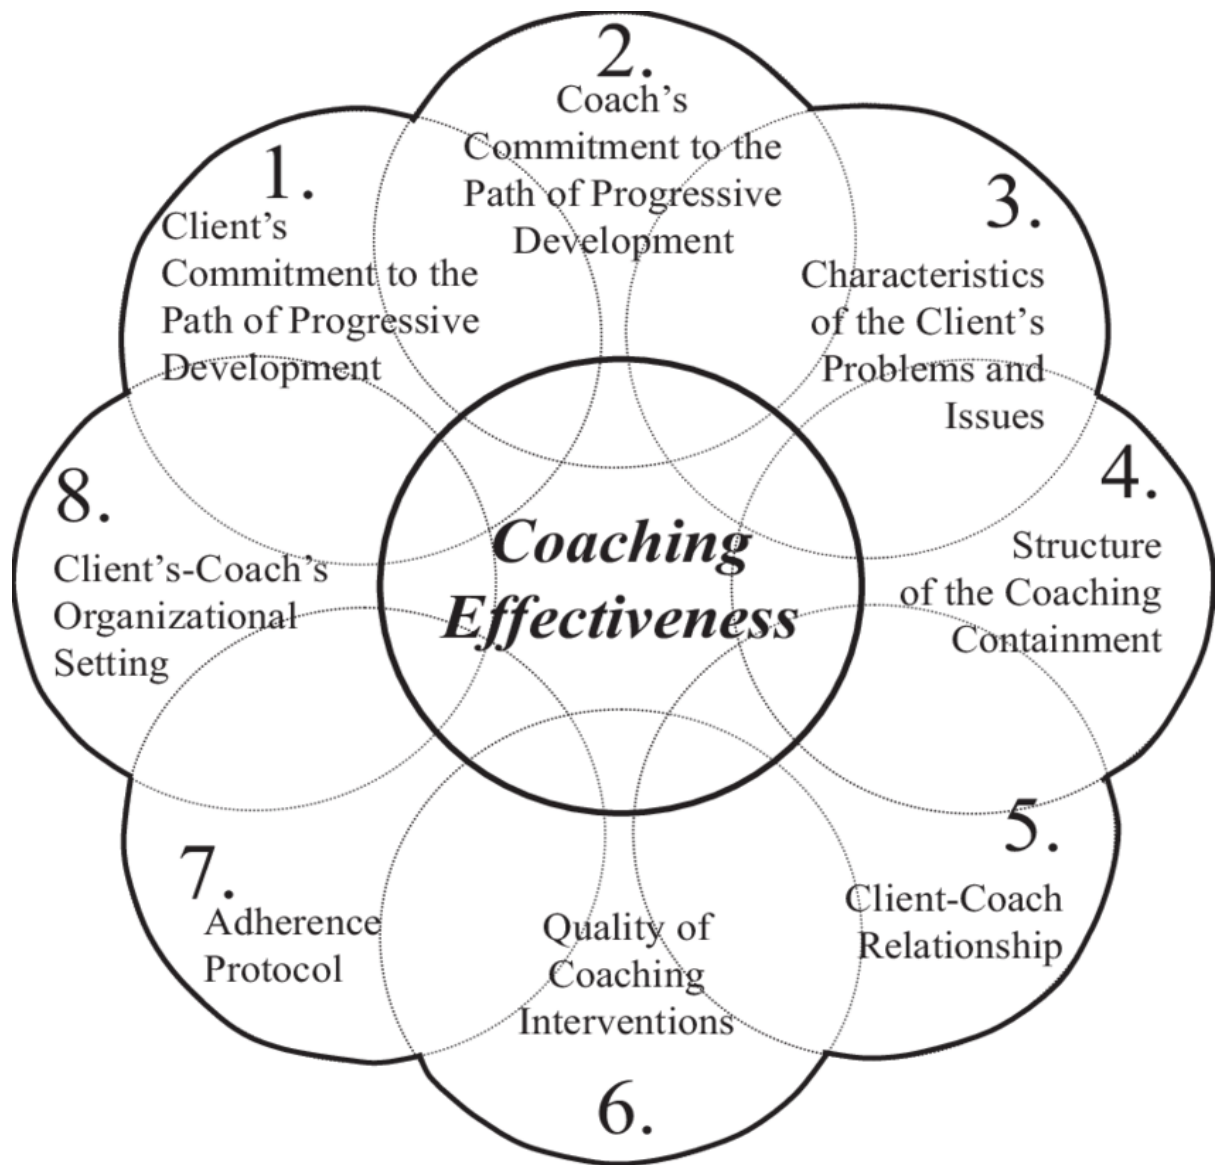 1.
Client's
Commitment to the
Path of Progressive
Development
2.
Coach's
Commitment to the
Path of Progressive
Development
3.
Characteristics
of the Client's
Problems and
Issues
4.
Structure
of the Coaching
Containment
5.
Client-Coach
Relationship
Quality of
Coaching
Interventions
6.
7.
Adherence
Protocol
8.
Client's-Coach's
Organizational
Setting
Coaching
Effectiveness